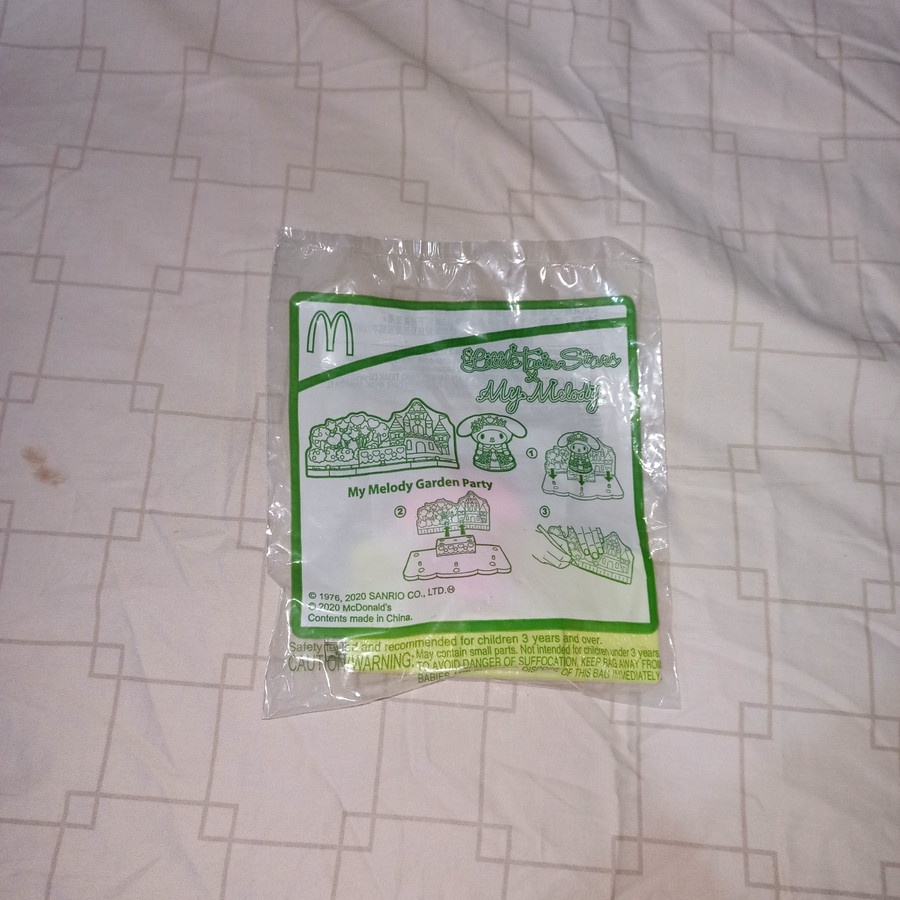 M
Little Twin Stars
×
My Melody
①
My Melody Garden Party
②
③
© 1976, 2020 SANRIO CO., LTD.Ⓜ
© 2020 McDonald's
Contents made in China.
Safety tested and recommended for children 3 years and over.
CAUTION/WARNING: May contain small parts. Not intended for children under 3 years.
TO AVOID DANGER OF SUFFOCATION, KEEP BAG AWAY FROM
BABIES DISPOSE OF THIS BAG IMMEDIATELY.